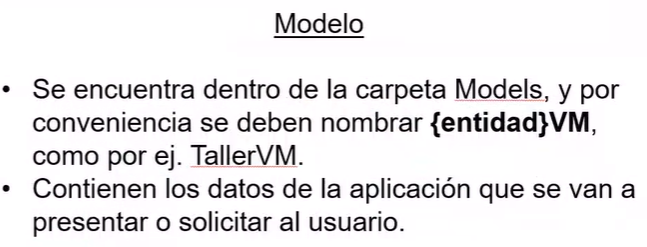 Modelo
• Se encuentra dentro de la carpeta Models, y por
conveniencia se deben nombrar {entidad}VM,
como por ej. TallerVM.
• Contienen los datos de la aplicación que se van a
presentar o solicitar al usuario.